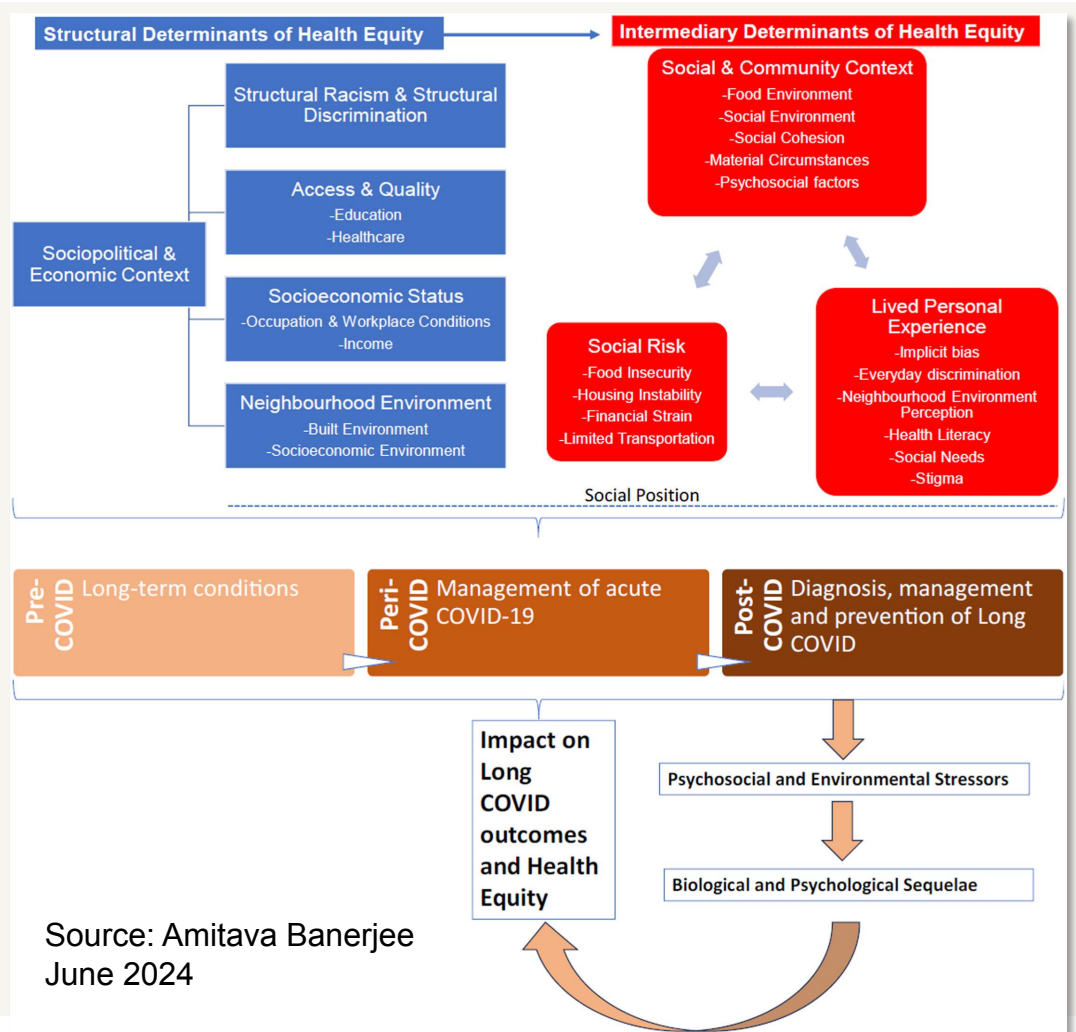 Structural Determinants of Health Equity
Intermediary Determinants of Health Equity
Structural Racism & Structural
Discrimination
Access & Quality
-Education
-Healthcare
Sociopolitical &
Economic Context
Socioeconomic Status
-Occupation & Workplace Conditions
-Income
Neighbourhood Environment
-Built Environment
-Socioeconomic Environment
Social & Community Context
-Food Environment
-Social Environment
-Social Cohesion
-Material Circumstances
-Psychosocial factors
Social Risk
-Food Insecurity
-Housing Instability
-Financial Strain
-Limited Transportation
Lived Personal
Experience
-Implicit bias
-Everyday discrimination
-Neighbourhood Environment
Perception
-Health Literacy
-Social Needs
-Stigma
Social Position
Pre-
COVID
Long-term conditions
Peri-
COVID
Management of acute
COVID-19
Post-
COVID
Diagnosis, management
and prevention of Long
COVID
Impact on
Long
COVID
outcomes
and Health
Equity
Psychosocial and Environmental Stressors
Biological and Psychological Sequelae
Source: Amitava Banerjee
June 2024